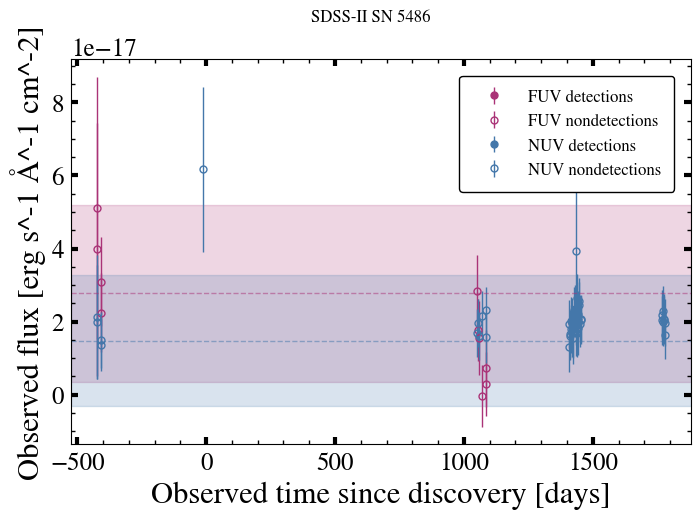 SDSS-II SN 5486
1e−17
Observed flux [erg s^-1 Å^-1 cm^-2]
8
6
4
2
0
FUV detections
FUV nondetections
NUV detections
NUV nondetections
−500 0 500 1000 1500
Observed time since discovery [days]